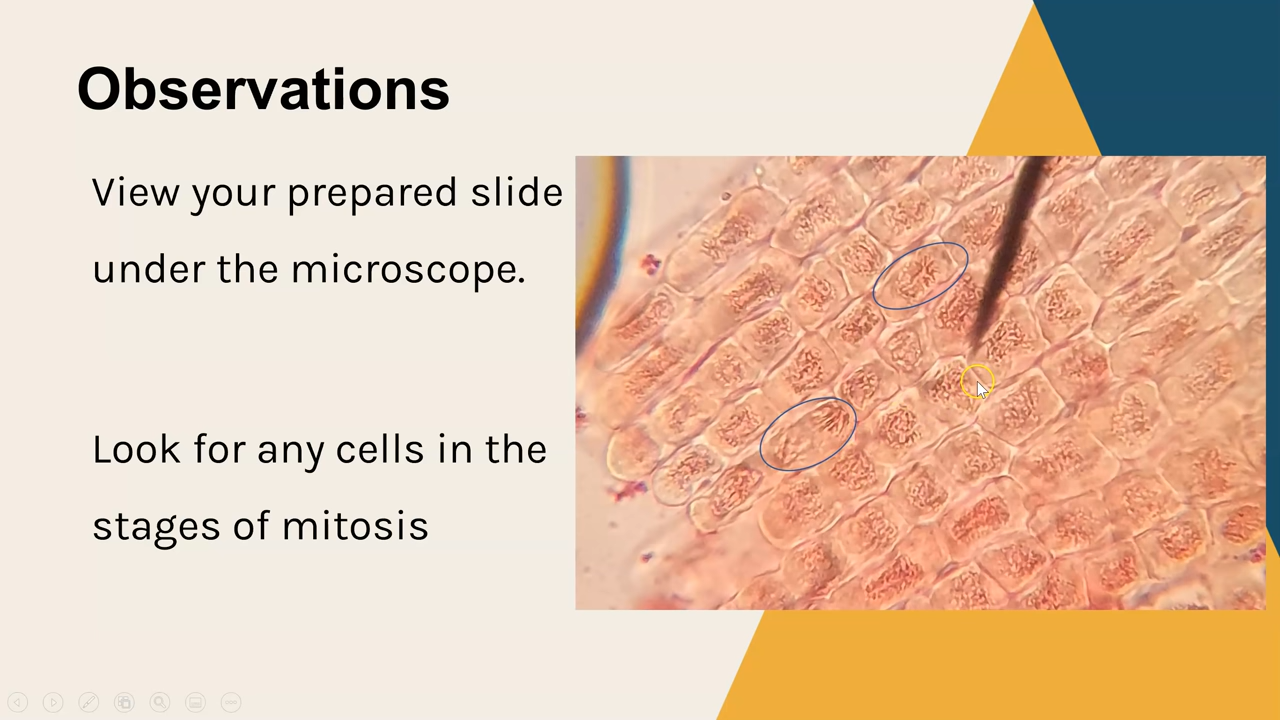 Observations
View your prepared slide
under the microscope.
Look for any cells in the
stages of mitosis